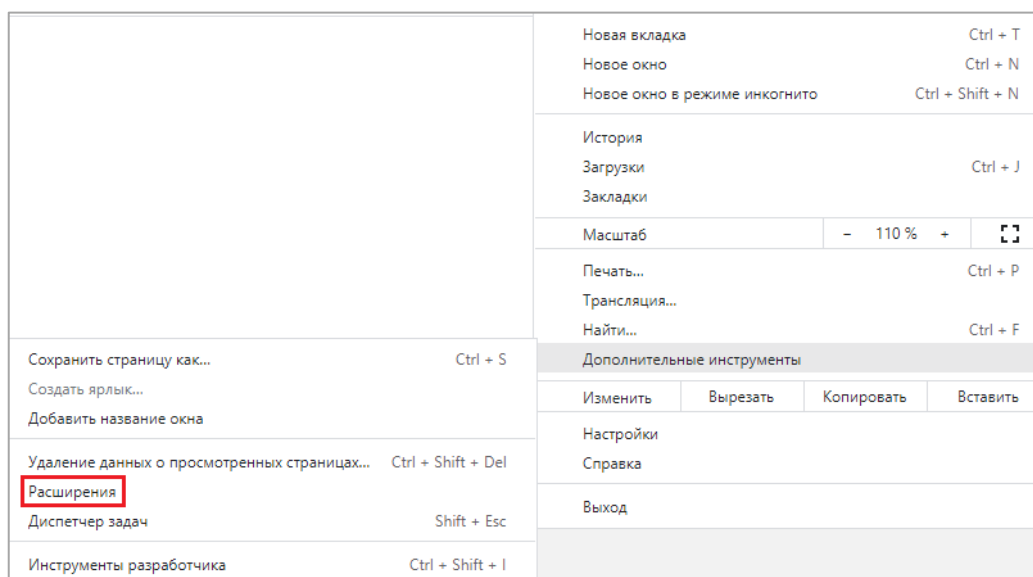 Новая вкладка Ctrl + T
Новое окно Ctrl + N
Новое окно в режиме инкогнито Ctrl + Shift + N
История
Загрузки Ctrl + J
Закладки
Масштаб − 110 % +
Печать... Ctrl + P
Трансляция...
Найти... Ctrl + F
Дополнительные инструменты
Изменить Вырезать Копировать Вставить
Настройки
Справка
Выход
Сохранить страницу как... Ctrl + S
Создать ярлык...
Добавить название окна
Удаление данных о просмотренных страницах... Ctrl + Shift + Del
Расширения
Диспетчер задач Shift + Esc
Инструменты разработчика Ctrl + Shift + I